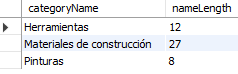 categoryName nameLength
Herramientas 12
Materiales de construcción 27
Pinturas 8